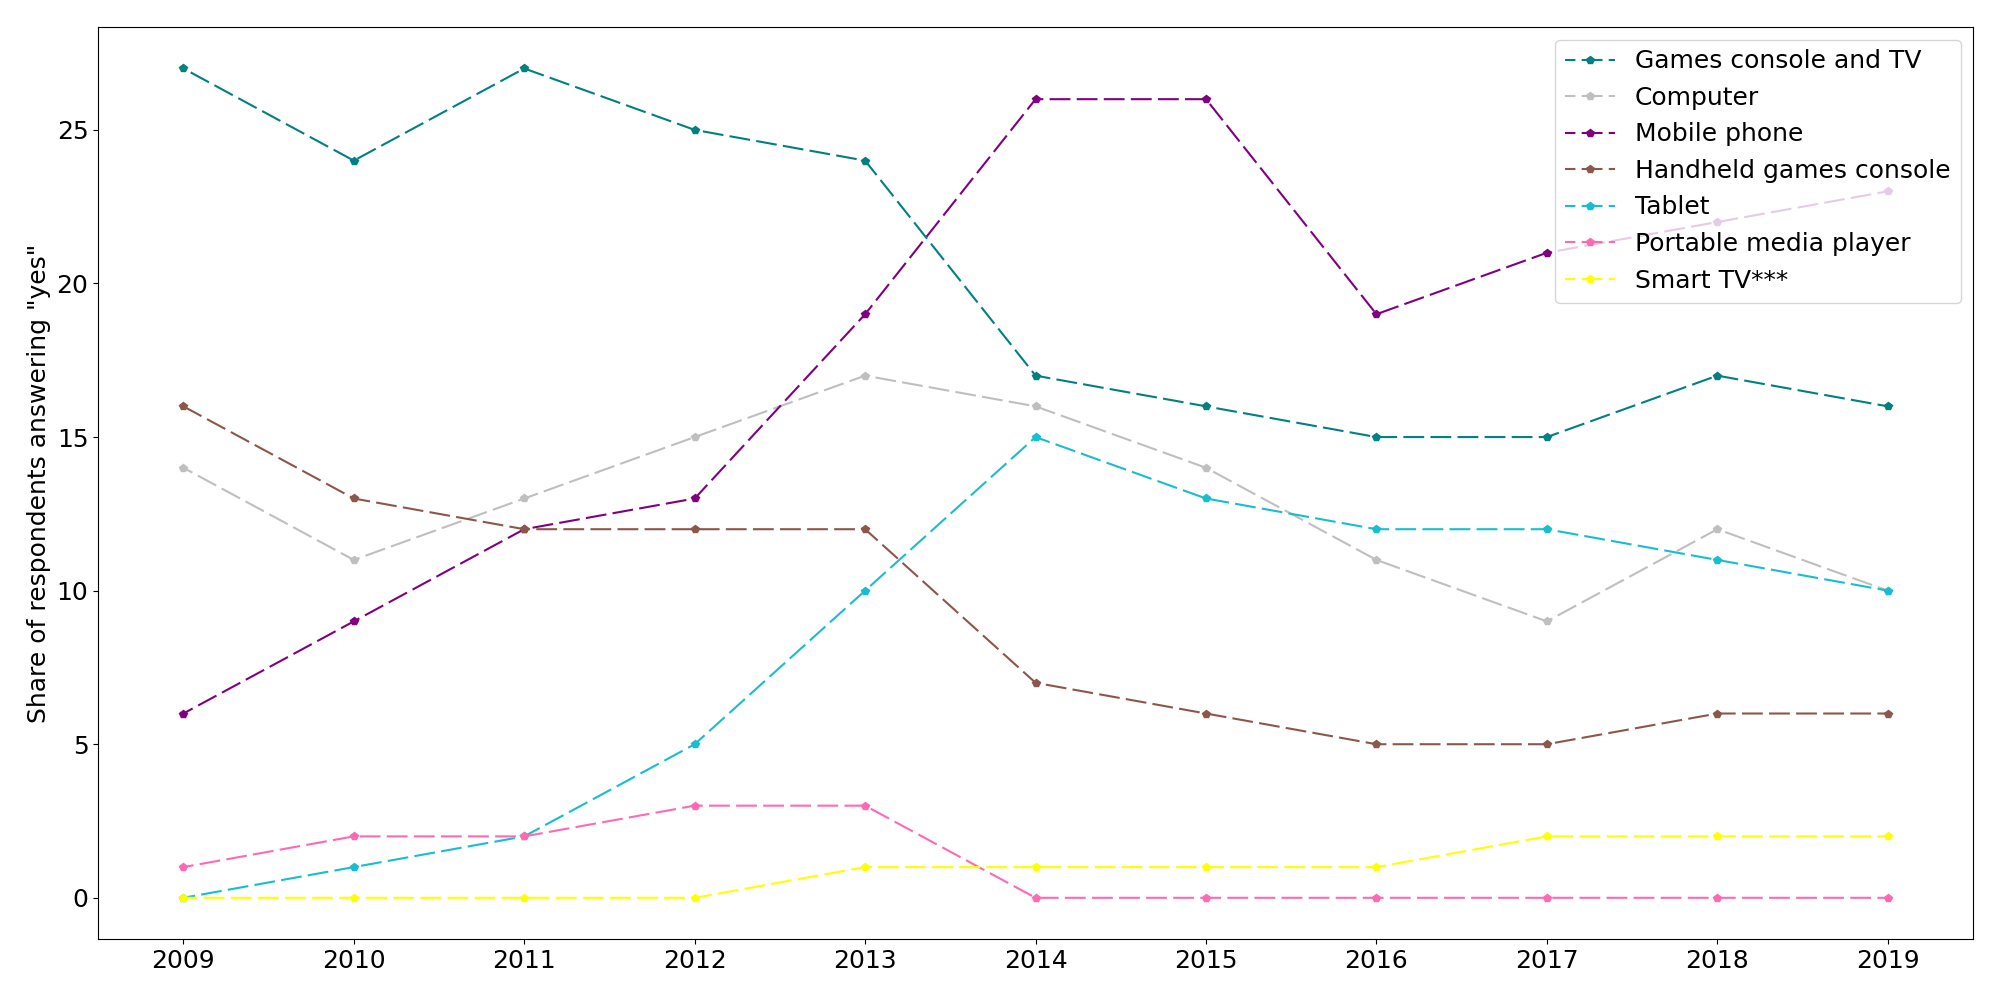 Games console and TV
Computer
Mobile phone
Handheld games console
Tablet
Portable media player
Smart TV***
Share of respondents answering "yes"
25
20
15
10
5
0
2009 2010 2011 2012 2013 2014 2015 2016 2017 2018 2019